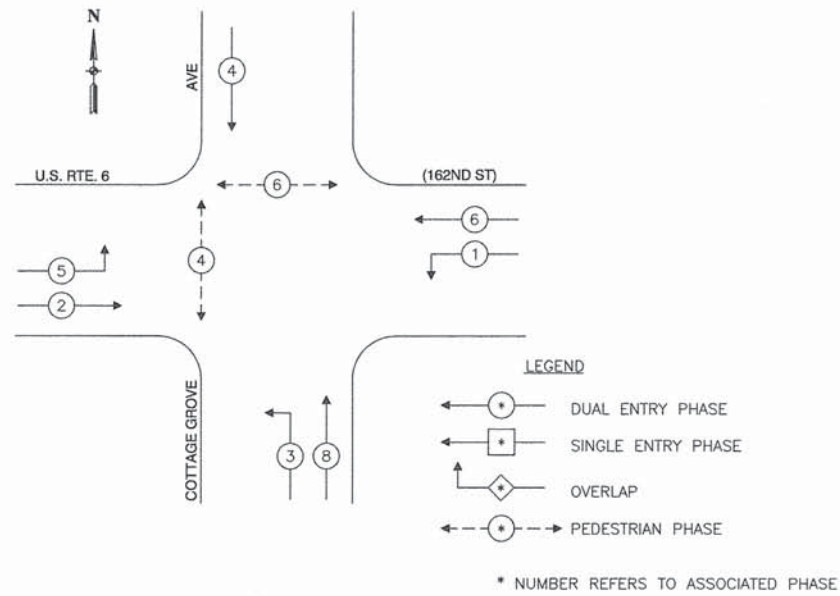 N
AVE
4
U.S. RTE. 6
6
(162ND ST)
6
4
1
5
2
COTTAGE GROVE
3
8
LEGEND
* DUAL ENTRY PHASE
* SINGLE ENTRY PHASE
* OVERLAP
* PEDESTRIAN PHASE
* NUMBER REFERS TO ASSOCIATED PHASE